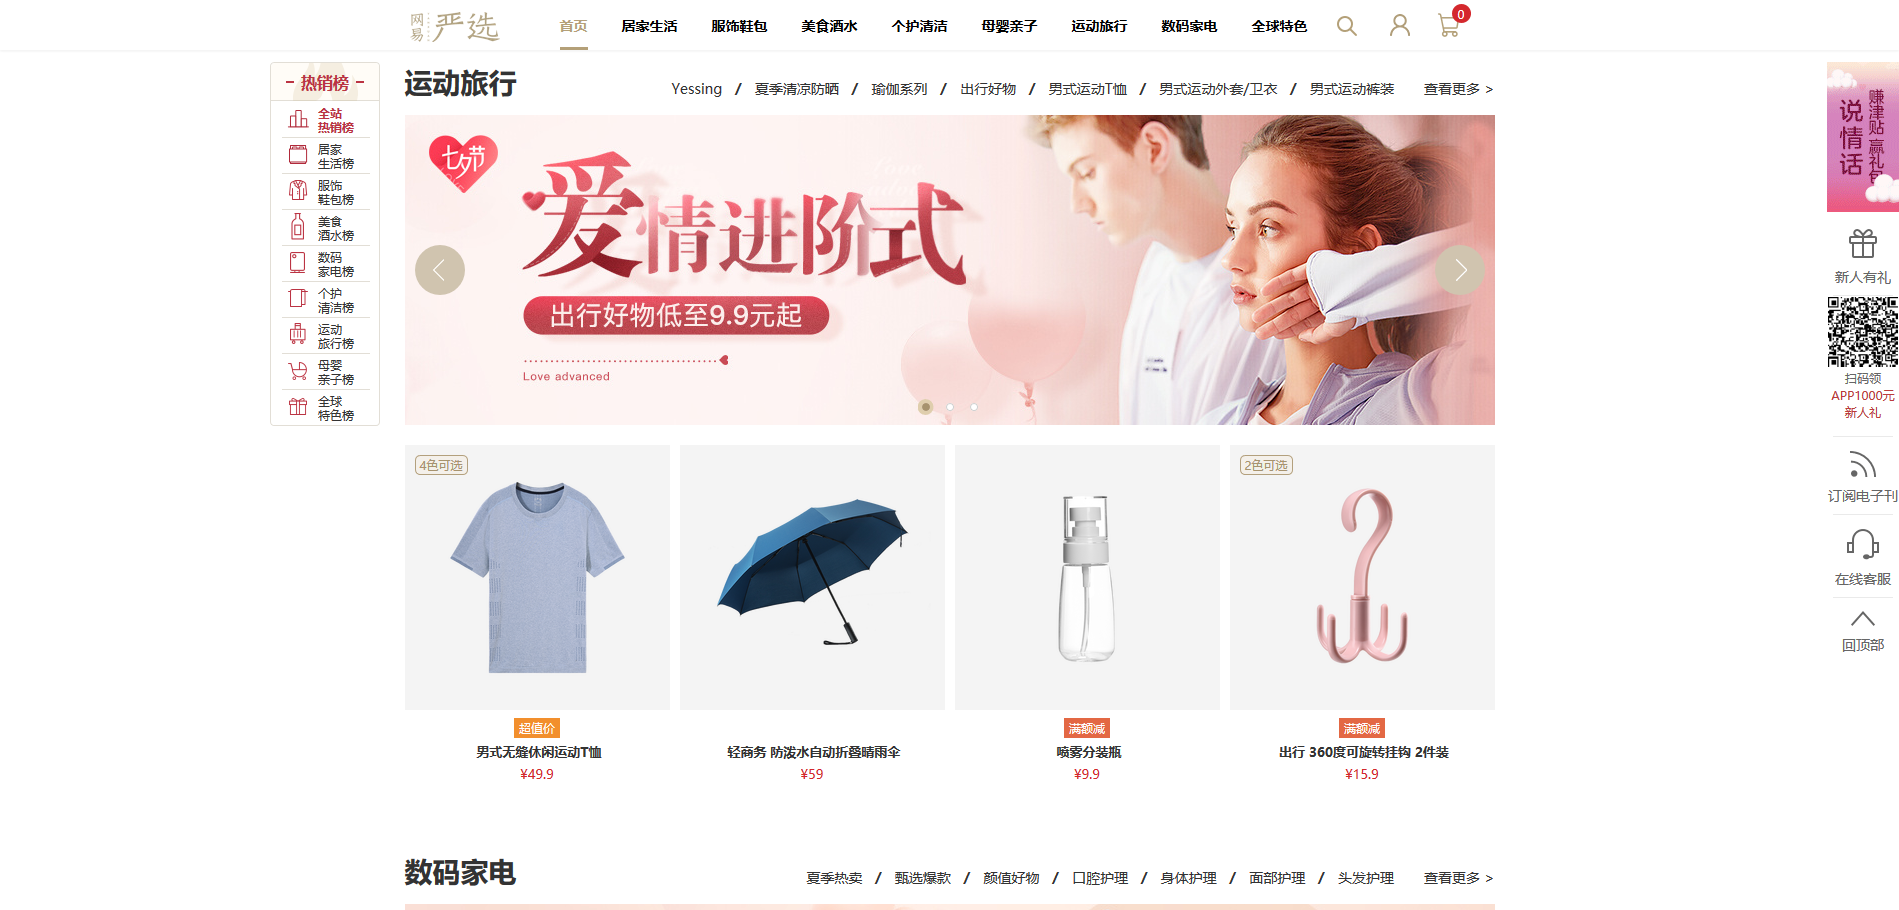 网易 严选
首页 居家生活 服饰鞋包 美食酒水 个护清洁 母婴亲子 运动旅行 数码家电 全球特色 0
热销榜
全站
热销榜
居家
生活榜
服饰
鞋包榜
美食
酒水榜
数码
家电榜
个护
清洁榜
运动
旅行榜
母婴
亲子榜
全球
特色榜
运动旅行
Yessing / 夏季清凉防晒 / 瑜伽系列 / 出行好物 / 男式运动T恤 / 男式运动外套/卫衣 / 男式运动裤装 查看更多 >
七夕节
爱情进阶式
出行好物低至9.9元起
Love advanced
4色可选
2色可选
超值价
满额减
满额减
男式无缝休闲运动T恤
轻商务 防泼水自动折叠晴雨伞
喷雾分装瓶
出行 360度可旋转挂钩 2件装
¥49.9
¥59
¥9.9
¥15.9
数码家电
夏季热卖 / 甄选爆款 / 颜值好物 / 口腔护理 / 身体护理 / 面部护理 / 头发护理 查看更多 >
说情话
赚津贴 赢礼包
新人有礼
扫码领
APP1000元
新人礼
订阅电子刊
在线客服
回顶部